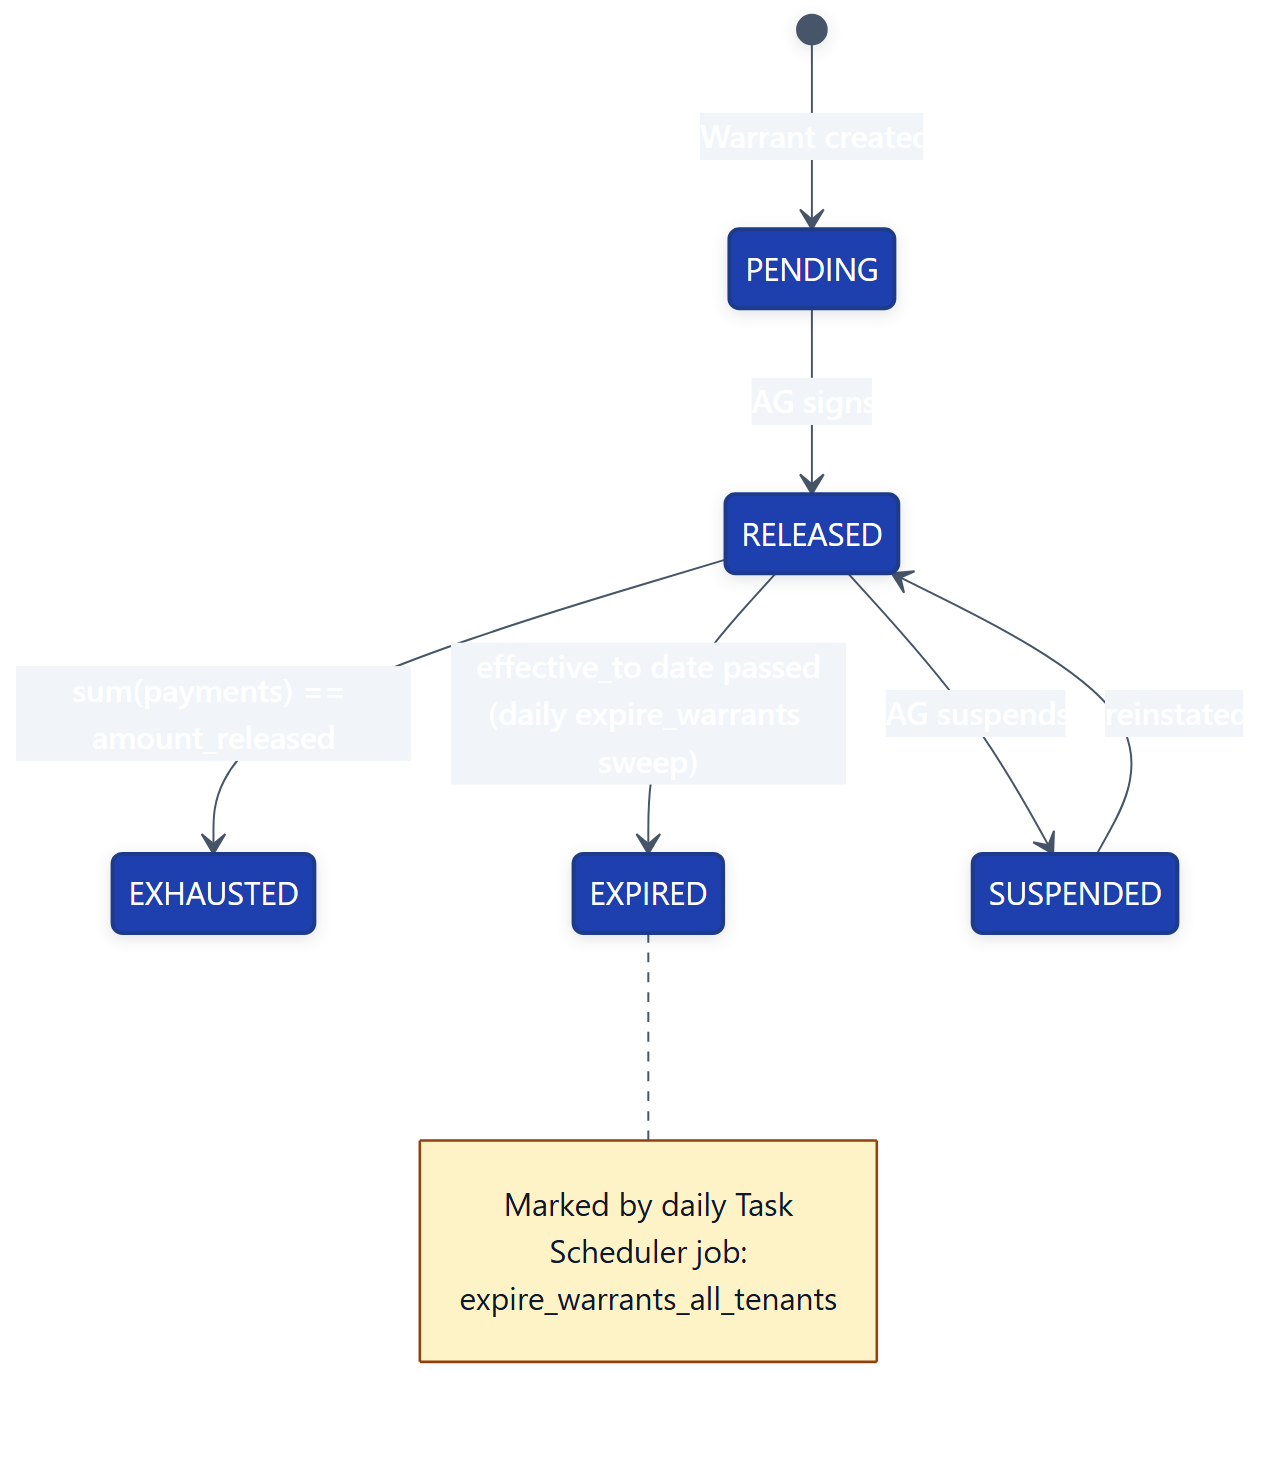 Warrant created
PENDING
AG signs
RELEASED
sum(payments) ==
amount_released
effective_to date passed
(daily expire_warrants
sweep)
AG suspends
reinstated
EXHAUSTED
EXPIRED
SUSPENDED
Marked by daily Task
Scheduler job:
expire_warrants_all_tenants